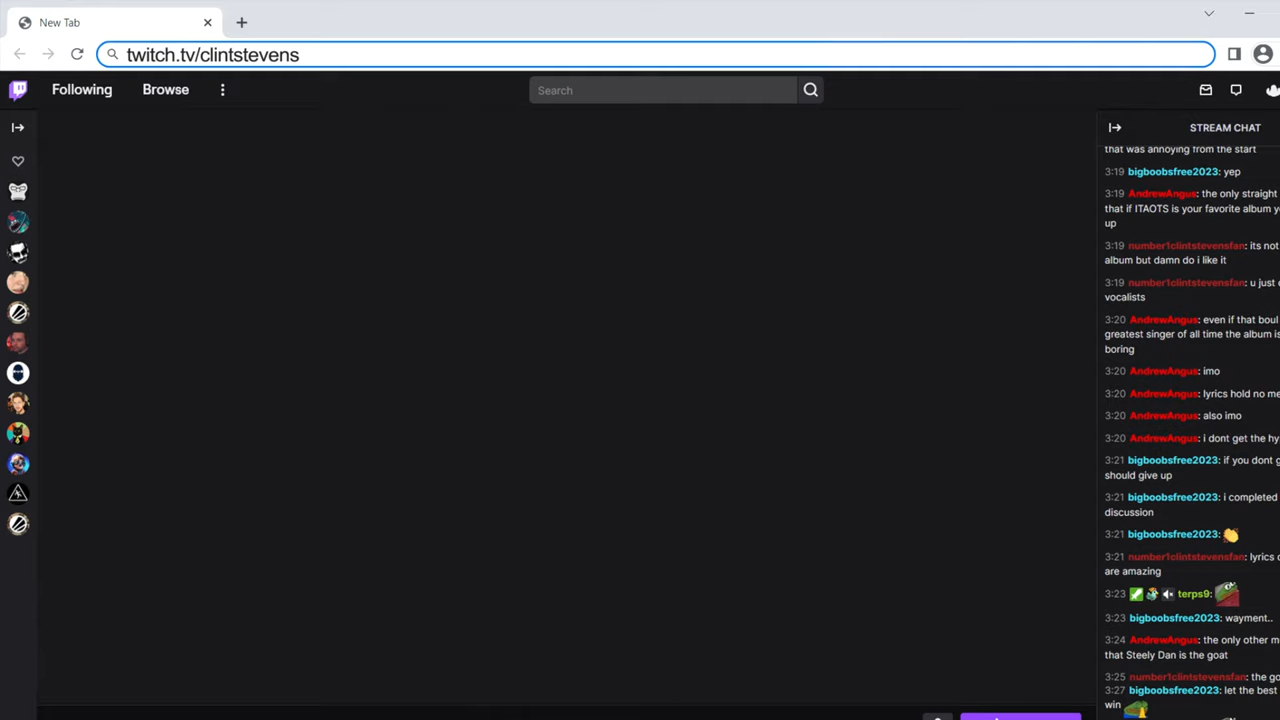 New Tab
twitch.tv/clintstevens
Following Browse
Search
STREAM CHAT
that was annoying from the start
3:19 bigboobsfree2023: yep
3:19 AndrewAngus: the only straight
that if ITAOTS is your favorite album y
up
3:19 number1clintstevensfan: its not
album but damn do i like it
3:19 number1clintstevensfan: u just
vocalists
3:20 AndrewAngus: even if that boul
greatest singer of all time the album is
boring
3:20 AndrewAngus: imo
3:20 AndrewAngus: lyrics hold no me
3:20 AndrewAngus: also imo
3:20 AndrewAngus: i dont get the hy
3:21 bigboobsfree2023: if you dont g
should give up
3:21 bigboobsfree2023: i completed
discussion
3:21 bigboobsfree2023:
3:21 number1clintstevensfan: lyrics
are amazing
3:23 terps9:
3:23 bigboobsfree2023: wayment..
3:24 AndrewAngus: the only other m
that Steely Dan is the goat
3:25 number1clintstevensfan: the go
3:27 bigboobsfree2023: let the best
win